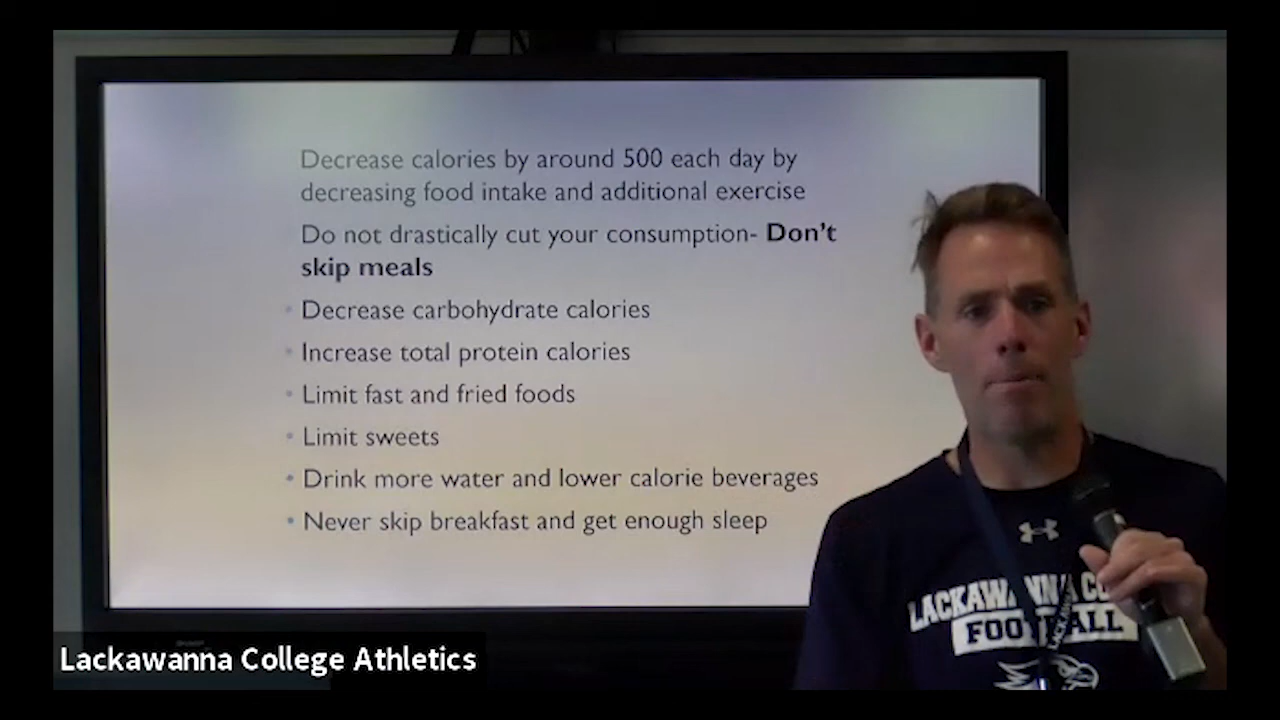 Decrease calories by around 500 each day by
decreasing food intake and additional exercise
Do not drastically cut your consumption- Don't
skip meals
Decrease carbohydrate calories
Increase total protein calories
Limit fast and fried foods
Limit sweets
Drink more water and lower calorie beverages
Never skip breakfast and get enough sleep
LACKAWANNA CO
FOOTBALL
Lackawanna College Athletics